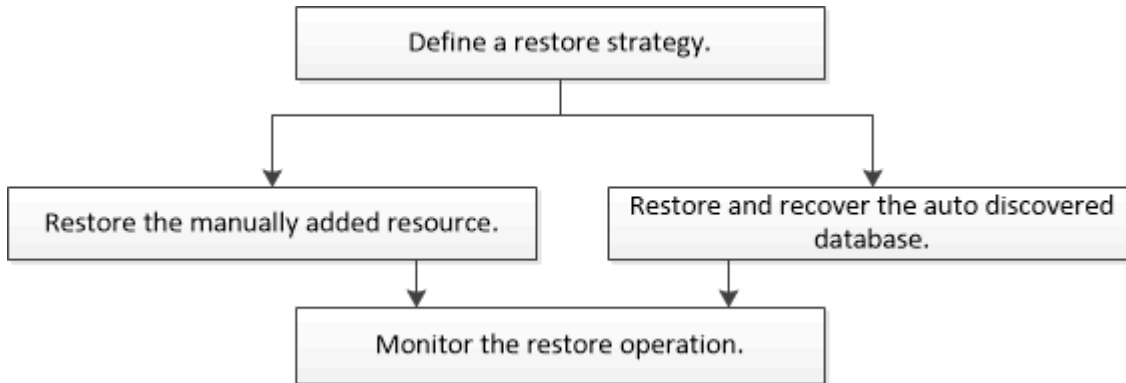 Define a restore strategy.
Restore the manually added resource.
Restore and recover the auto discovered
database.
Monitor the restore operation.